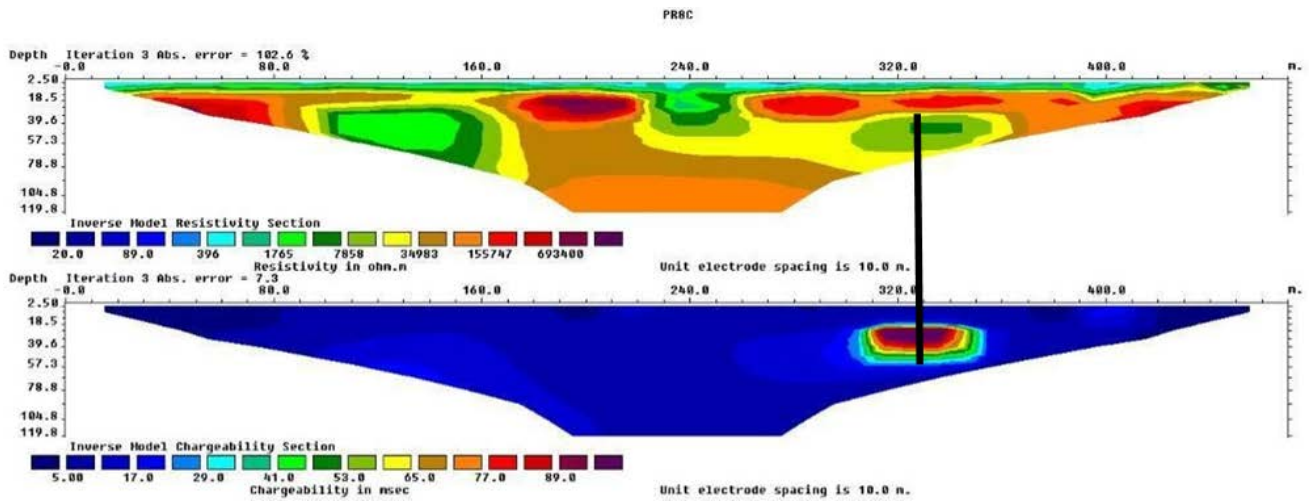 PR8C
Depth Iteration 3 Abs. error = 102.6 %
-0.0 80.0 160.0 240.0 320.0 400.0 m.
2.50
18.5
39.6
57.3
78.8
104.8
119.8
Inverse Model Resistivity Section
20.0 89.0 396 1765 7858 34983 155747 693400
Resistivity in ohm.m
Unit electrode spacing is 10.0 m.
Depth Iteration 3 Abs. error = 7.3
-0.0 80.0 160.0 240.0 320.0 400.0 m.
2.50
18.5
39.6
57.3
78.8
104.8
119.8
Inverse Model Chargeability Section
5.00 17.0 29.0 41.0 53.0 65.0 77.0 89.0
Chargeability in msec
Unit electrode spacing is 10.0 m.